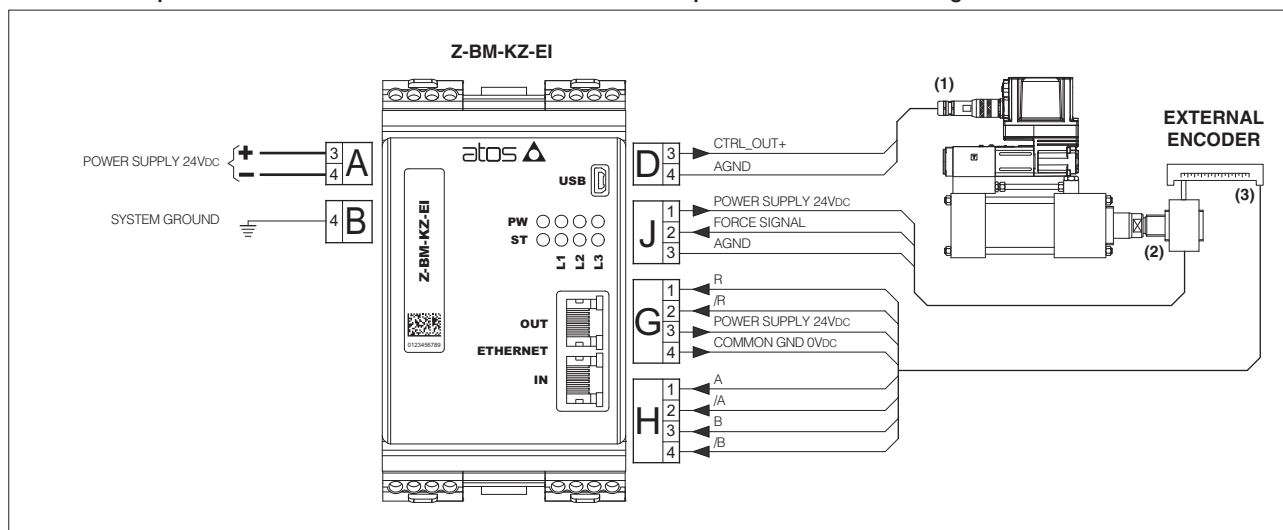 Z-BM-KZ-EI
POWER SUPPLY 24VDC
+
−
3
4
A
SYSTEM GROUND
4
B
atos
USB
PW
ST
L1
L2
L3
Z-BM-KZ-EI
0123456789
OUT
ETHERNET
IN
D
3 CTRL_OUT+
4 AGND
J
1 POWER SUPPLY 24VDC
2 FORCE SIGNAL
3 AGND
G
1 R
2 /R
3 POWER SUPPLY 24VDC
4 COMMON GND 0VDC
H
1 A
2 /A
3 B
4 /B
(1)
EXTERNAL
ENCODER
(3)
(2)